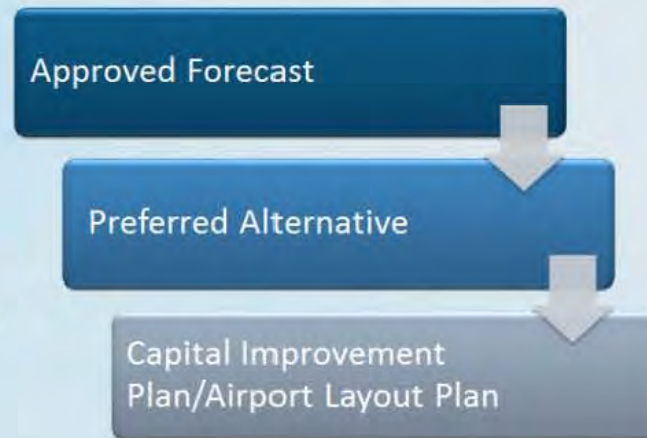 Approved Forecast
Preferred Alternative
Capital Improvement
Plan/Airport Layout Plan